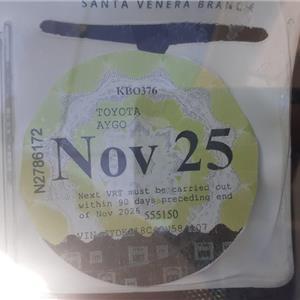 SANTA VENERA BRANCH
KBO376
TOYOTA
AYGO
N2786172
Nov 25
Next VRT must be carried out
within 90 days preceding end
of Nov 2026 555150
VIN